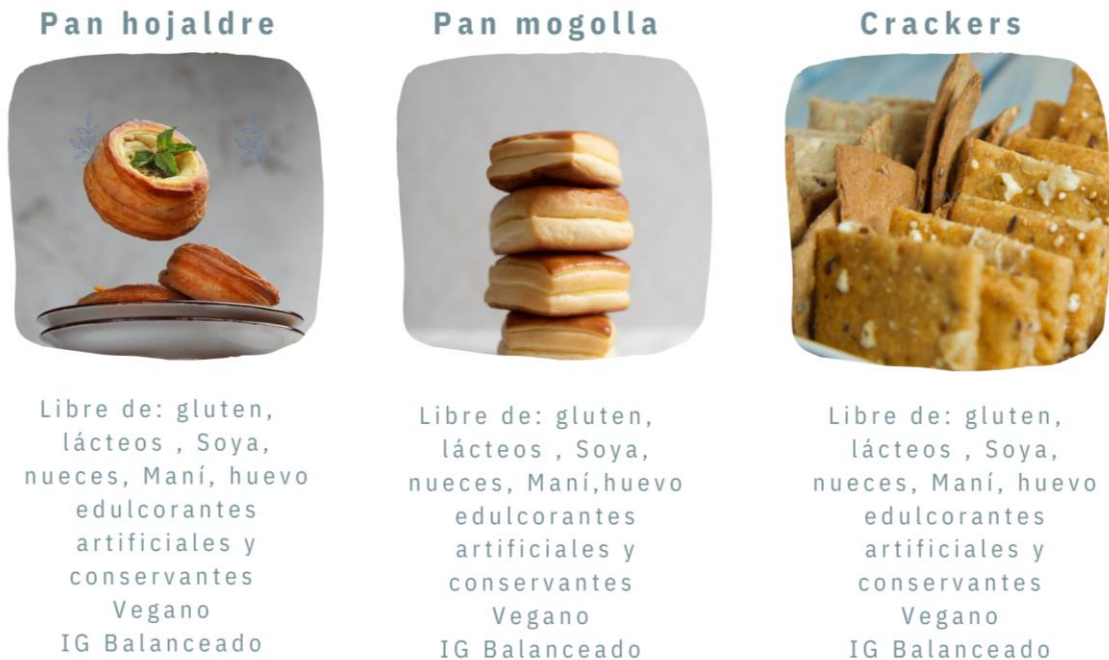 Pan hojaldre
Libre de: gluten,
lácteos , Soya,
nueces, Maní, huevo
edulcorantes
artificiales y
conservantes
Vegano
IG Balanceado
Pan mogolla
Libre de: gluten,
lácteos , Soya,
nueces, Maní,huevo
edulcorantes
artificiales y
conservantes
Vegano
IG Balanceado
Crackers
Libre de: gluten,
lácteos , Soya,
nueces, Maní, huevo
edulcorantes
artificiales y
conservantes
Vegano
IG Balanceado